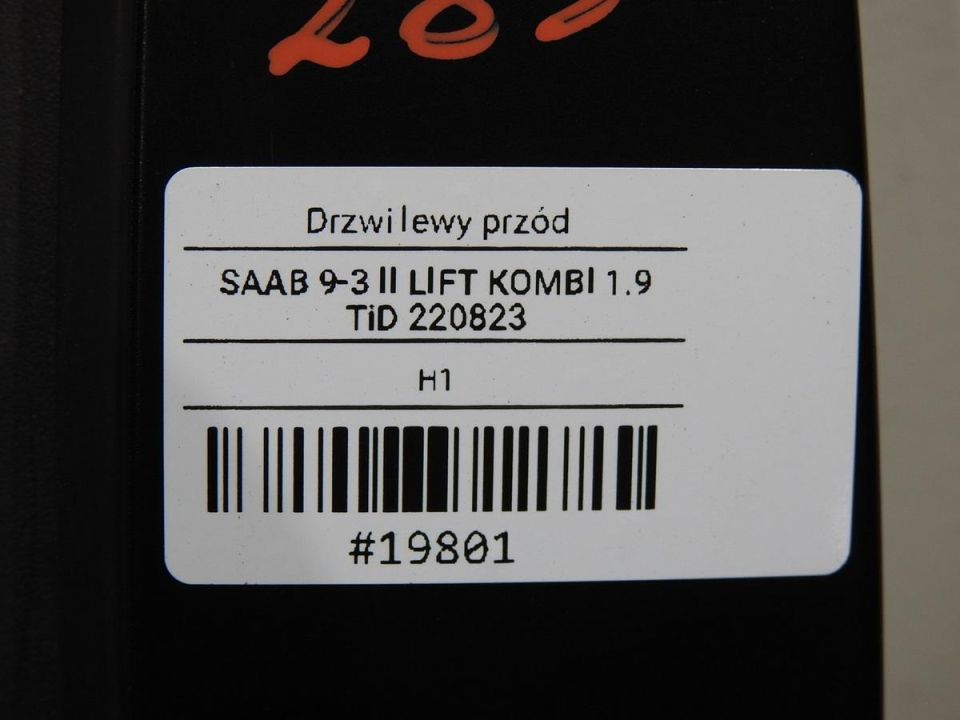 Drzwi lewy przód
SAAB 9-3 II LIFT KOMBI 1.9
TiD 220823
H1
#19801